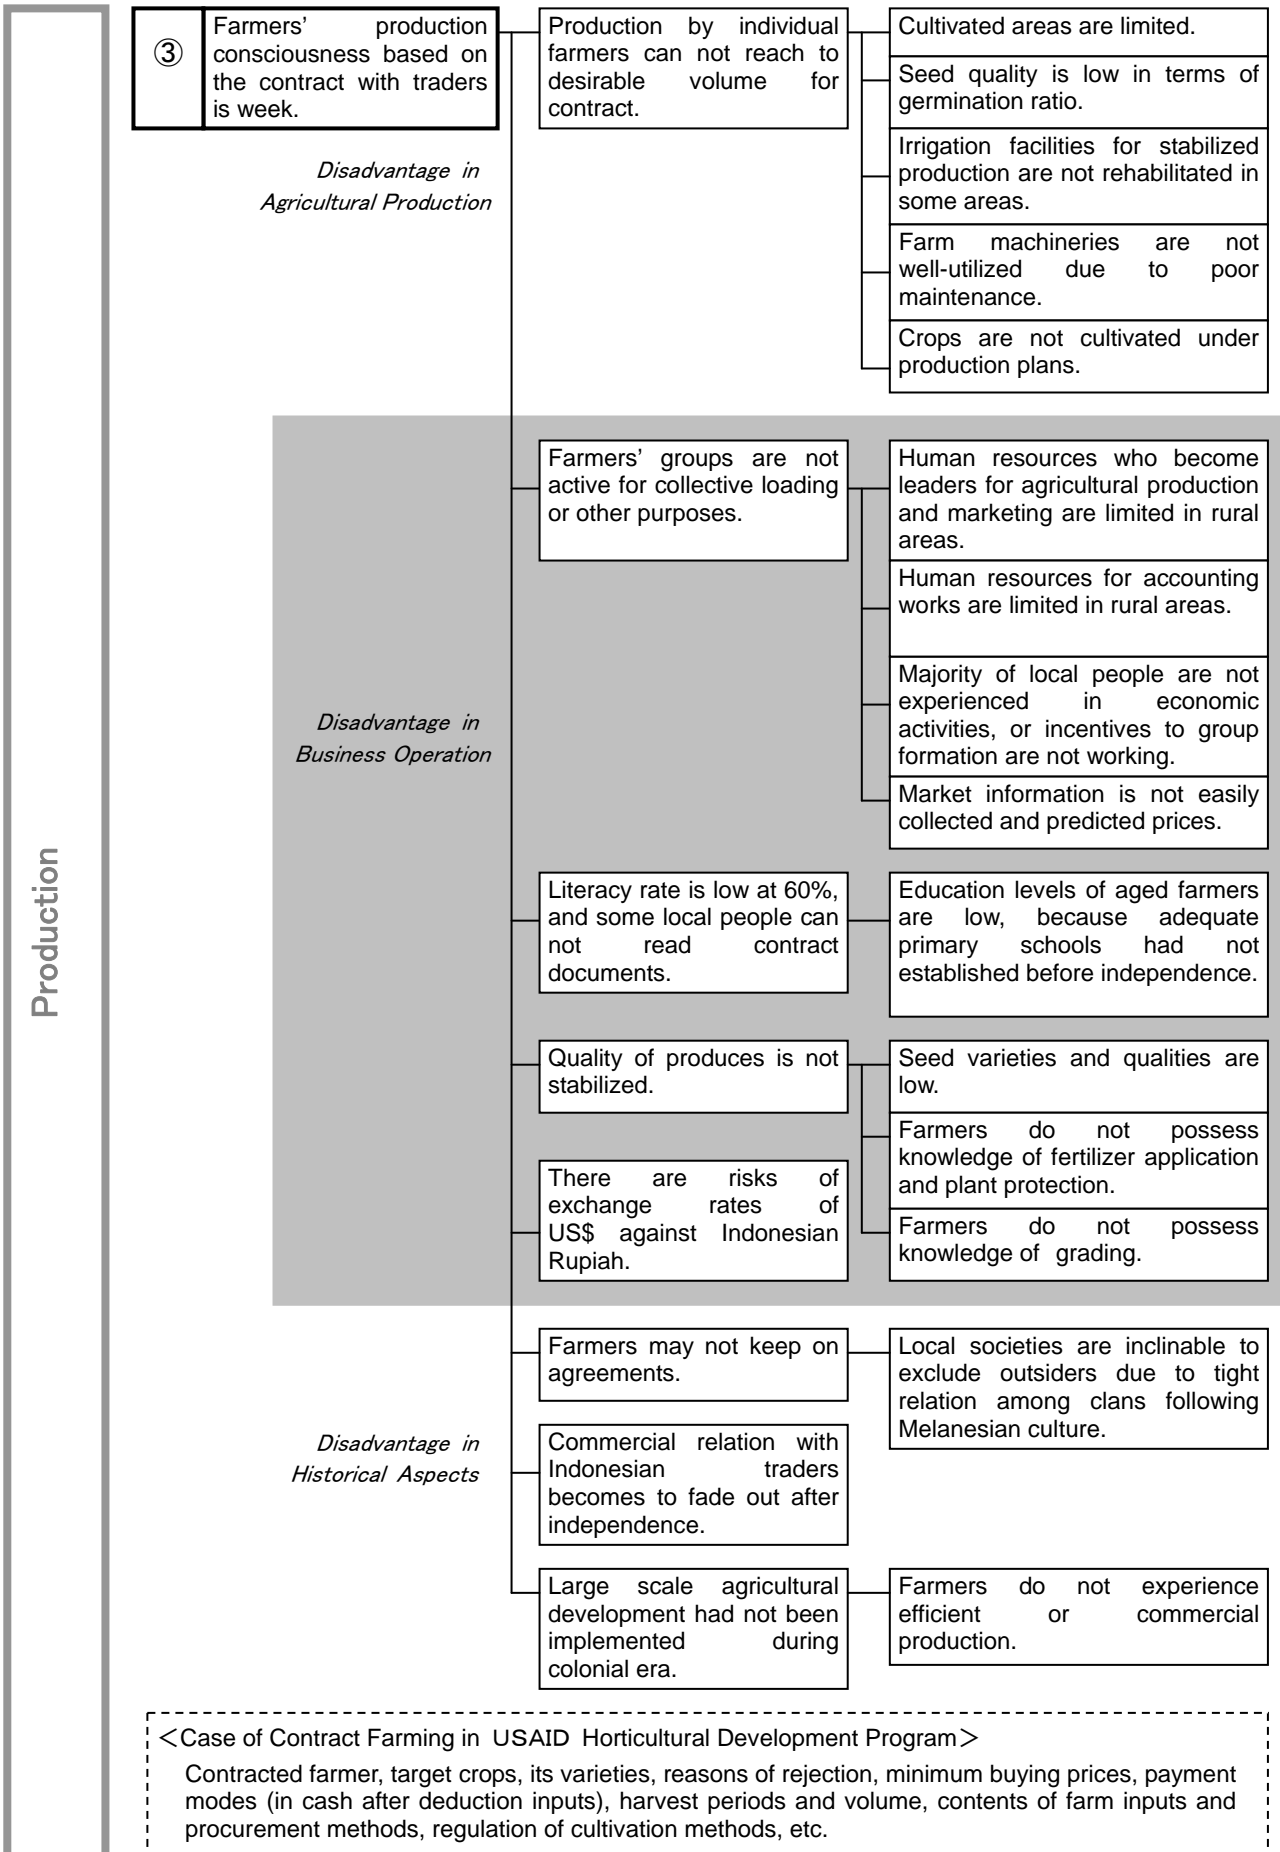 Production
③
Farmers' production
consciousness based on
the contract with traders
is week.
Production by individual
farmers can not reach to
desirable volume for
contract.
Cultivated areas are limited.
Seed quality is low in terms of
germination ratio.
Irrigation facilities for stabilized
production are not rehabilitated in
some areas.
Farm machineries are not
well-utilized due to poor
maintenance.
Crops are not cultivated under
production plans.
Disadvantage in
Agricultural Production
Farmers' groups are not
active for collective loading
or other purposes.
Human resources who become
leaders for agricultural production
and marketing are limited in rural
areas.
Human resources for accounting
works are limited in rural areas.
Majority of local people are not
experienced in economic
activities, or incentives to group
formation are not working.
Market information is not easily
collected and predicted prices.
Disadvantage in
Business Operation
Literacy rate is low at 60%,
and some local people can
not read contract
documents.
Education levels of aged farmers
are low, because adequate
primary schools had not
established before independence.
Quality of produces is not
stabilized.
Seed varieties and qualities are
low.
Farmers do not possess
knowledge of fertilizer application
and plant protection.
Farmers do not possess
knowledge of grading.
There are risks of
exchange rates of
US$ against Indonesian
Rupiah.
Farmers may not keep on
agreements.
Local societies are inclinable to
exclude outsiders due to tight
relation among clans following
Melanesian culture.
Disadvantage in
Historical Aspects
Commercial relation with
Indonesian traders
becomes to fade out after
independence.
Large scale agricultural
development had not been
implemented during
colonial era.
Farmers do not experience
efficient or commercial
production.
＜Case of Contract Farming in USAID Horticultural Development Program＞
Contracted farmer, target crops, its varieties, reasons of rejection, minimum buying prices, payment
modes (in cash after deduction inputs), harvest periods and volume, contents of farm inputs and
procurement methods, regulation of cultivation methods, etc.